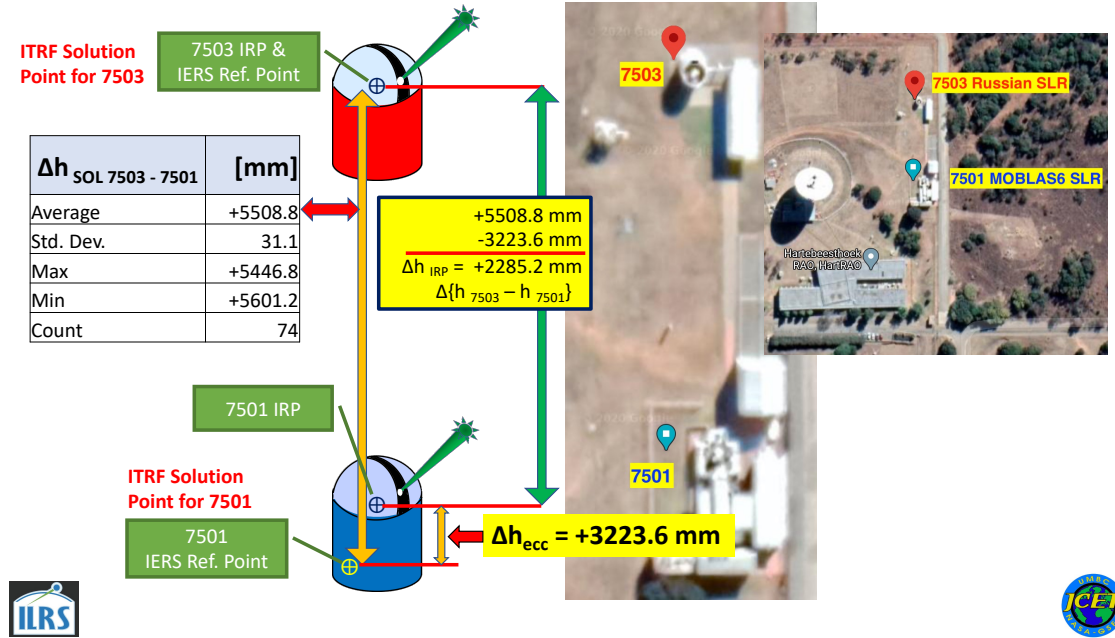 ITRF Solution
Point for 7503
7503 IRP &
IERS Ref. Point
Δh SOL 7503 - 7501 [mm]
Average +5508.8
Std. Dev. 31.1
Max +5446.8
Min +5601.2
Count 74
+5508.8 mm
-3223.6 mm
Δh IRP = +2285.2 mm
Δ{h 7503 – h 7501}
7501 IRP
ITRF Solution
Point for 7501
7501
IERS Ref. Point
Δhecc = +3223.6 mm
7503
7501
7503 Russian SLR
7501 MOBLAS6 SLR
Hartebeesthoek
RAO, HartRAO
ILRS
UMBC
JCET